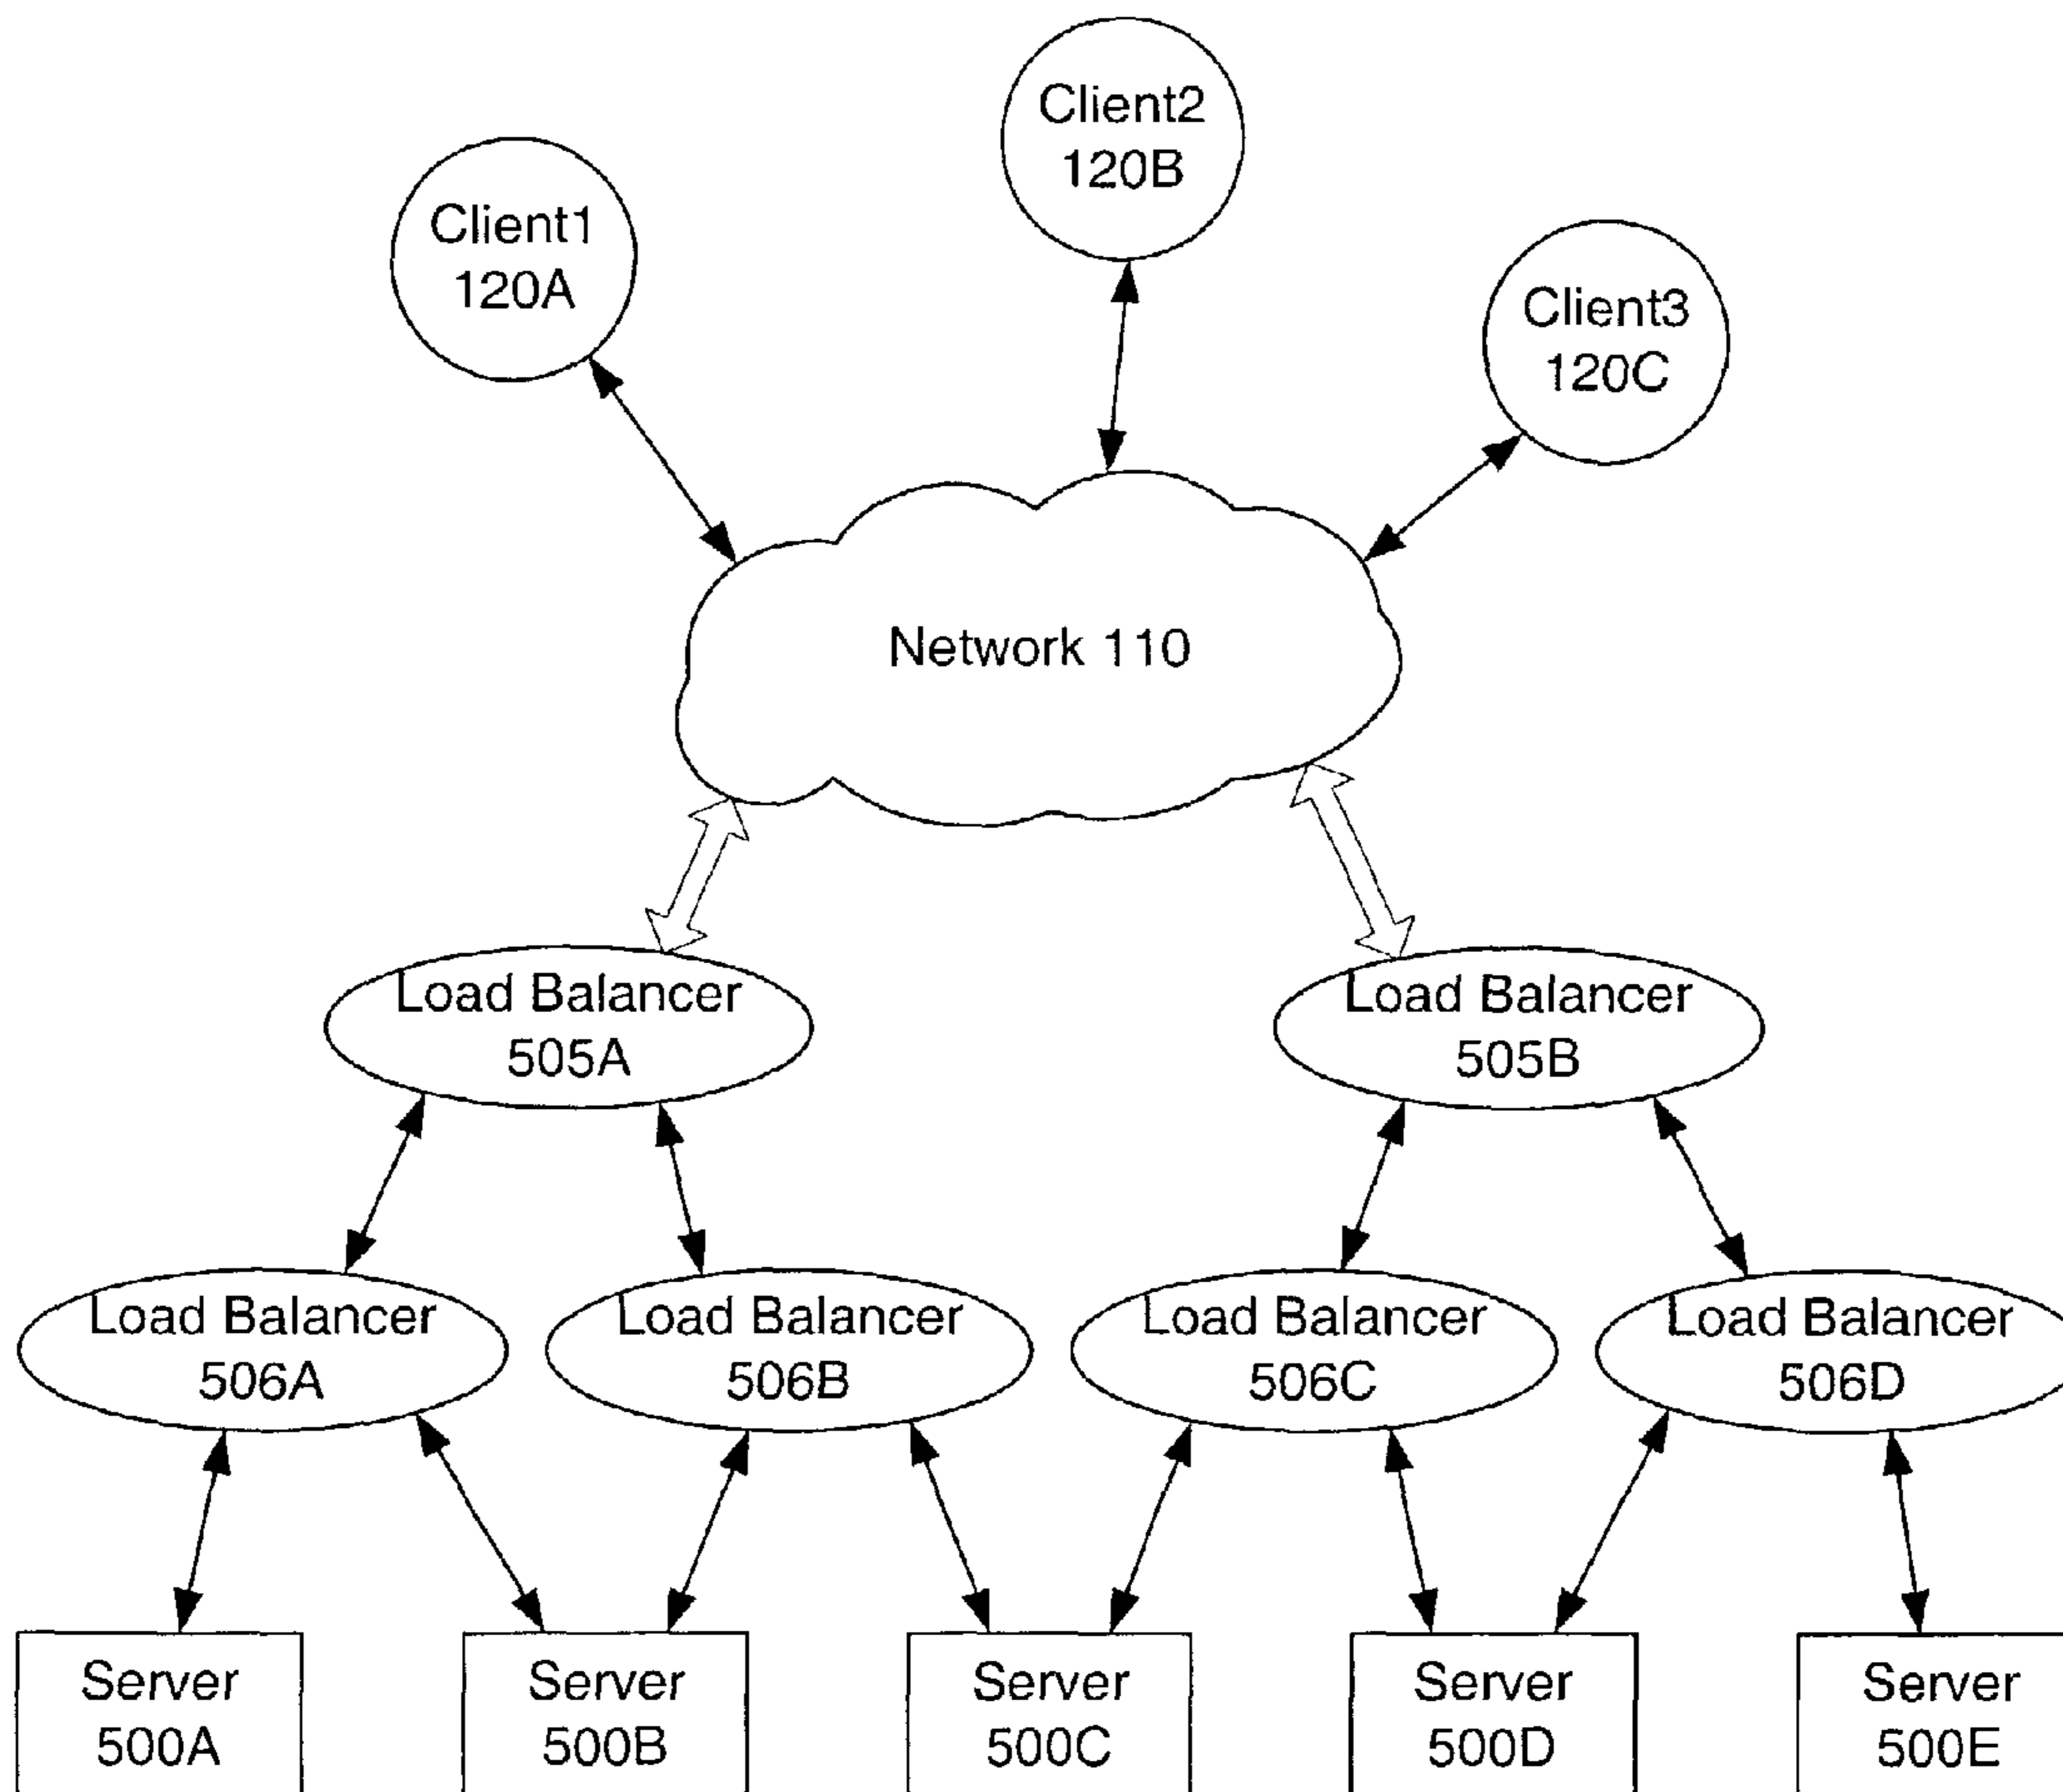 Client2
120B
Client1
120A
Client3
120C
Network 110
Load Balancer
505A
Load Balancer
505B
Load Balancer
506A
Load Balancer
506B
Load Balancer
506C
Load Balancer
506D
Server
500A
Server
500B
Server
500C
Server
500D
Server
500E